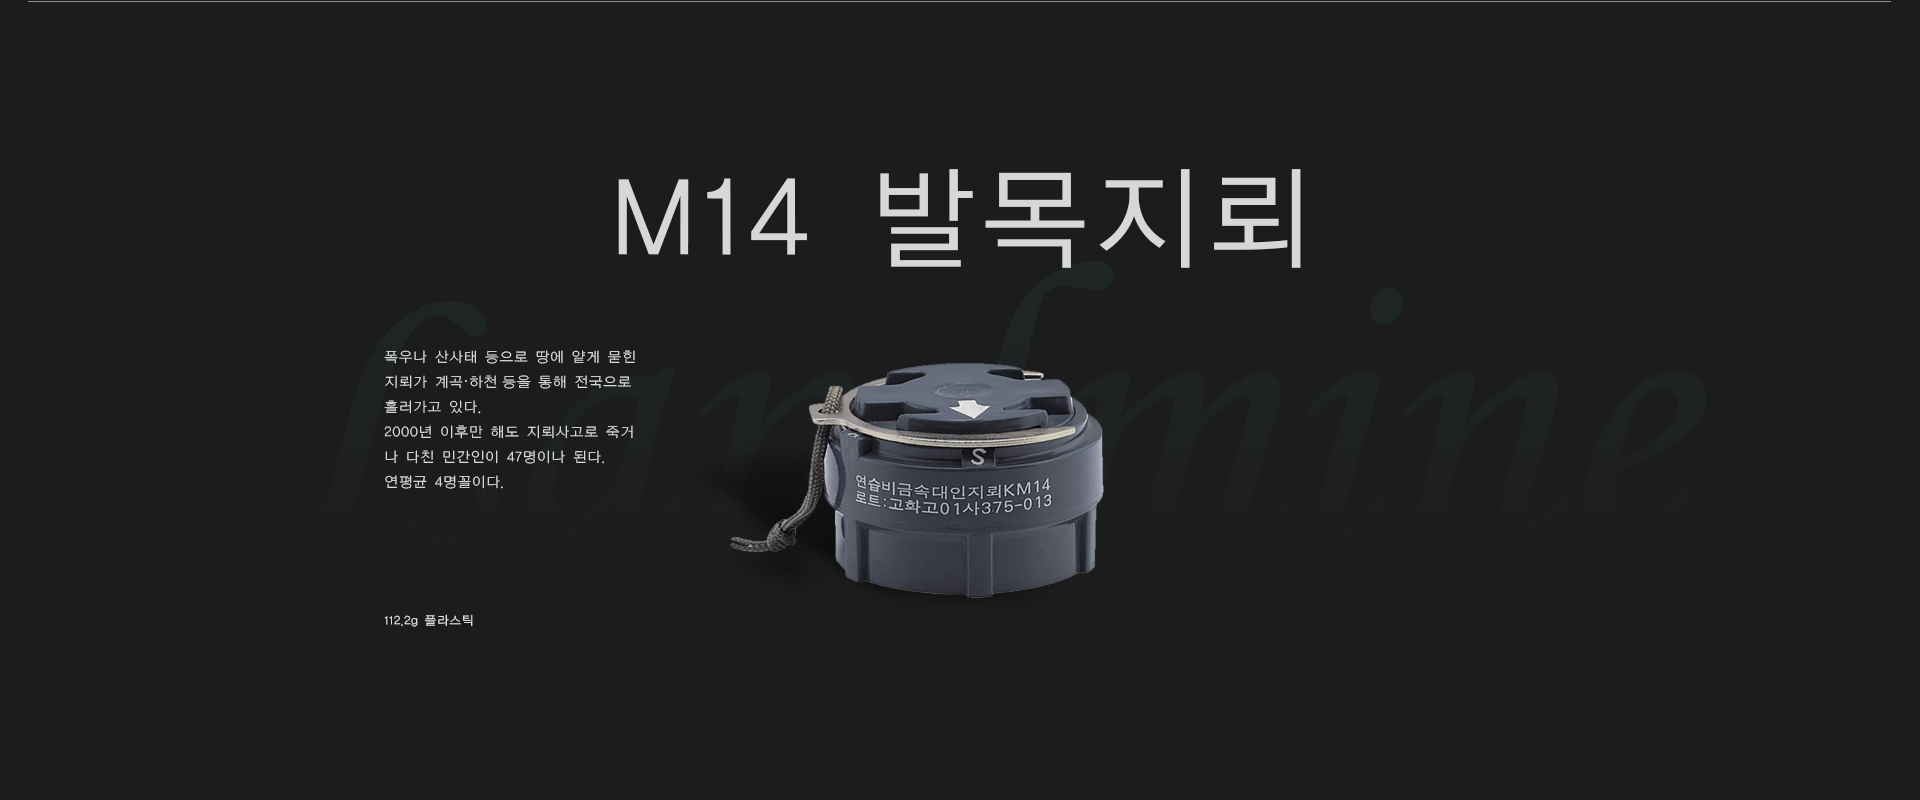 M14 발목지뢰
Landmine
폭우나 산사태 등으로 땅에 얕게 묻힌
지뢰가 계곡·하천 등을 통해 전국으로
흘러가고 있다.
2000년 이후만 해도 지뢰사고로 죽거
나 다친 민간인이 47명이나 된다.
연평균 4명꼴이다.
S
연습비금속대인지뢰KM14
로트:고화고01사375-013
112.2g 플라스틱